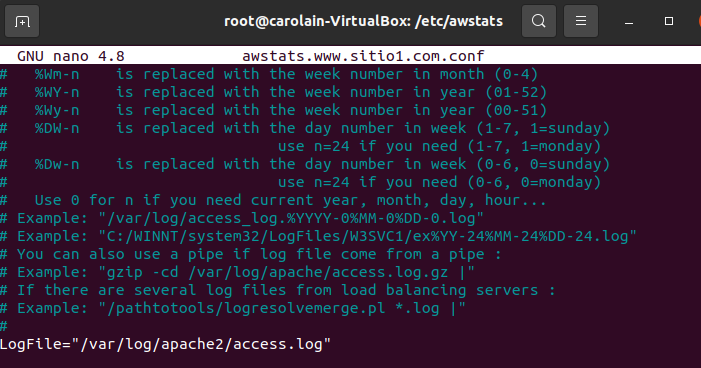 root@carolain-VirtualBox: /etc/awstats
GNU nano 4.8 awstats.www.sitio1.com.conf
#   %Wm-n    is replaced with the week number in month (0-4)
#   %WY-n    is replaced with the week number in year (01-52)
#   %Wy-n    is replaced with the week number in year (00-51)
#   %DW-n    is replaced with the day number in week (1-7, 1=sunday)
#                              use n=24 if you need (1-7, 1=monday)
#   %Dw-n    is replaced with the day number in week (0-6, 0=sunday)
#                              use n=24 if you need (0-6, 0=monday)
#   Use 0 for n if you need current year, month, day, hour...
# Example: "/var/log/access_log.%YYYY-0%MM-0%DD-0.log"
# Example: "C:/WINNT/system32/LogFiles/W3SVC1/ex%YY-24%MM-24%DD-24.log"
# You can also use a pipe if log file come from a pipe :
# Example: "gzip -cd /var/log/apache/access.log.gz |"
# If there are several log files from load balancing servers :
# Example: "/pathtotools/logresolvemerge.pl *.log |"
#
LogFile="/var/log/apache2/access.log"